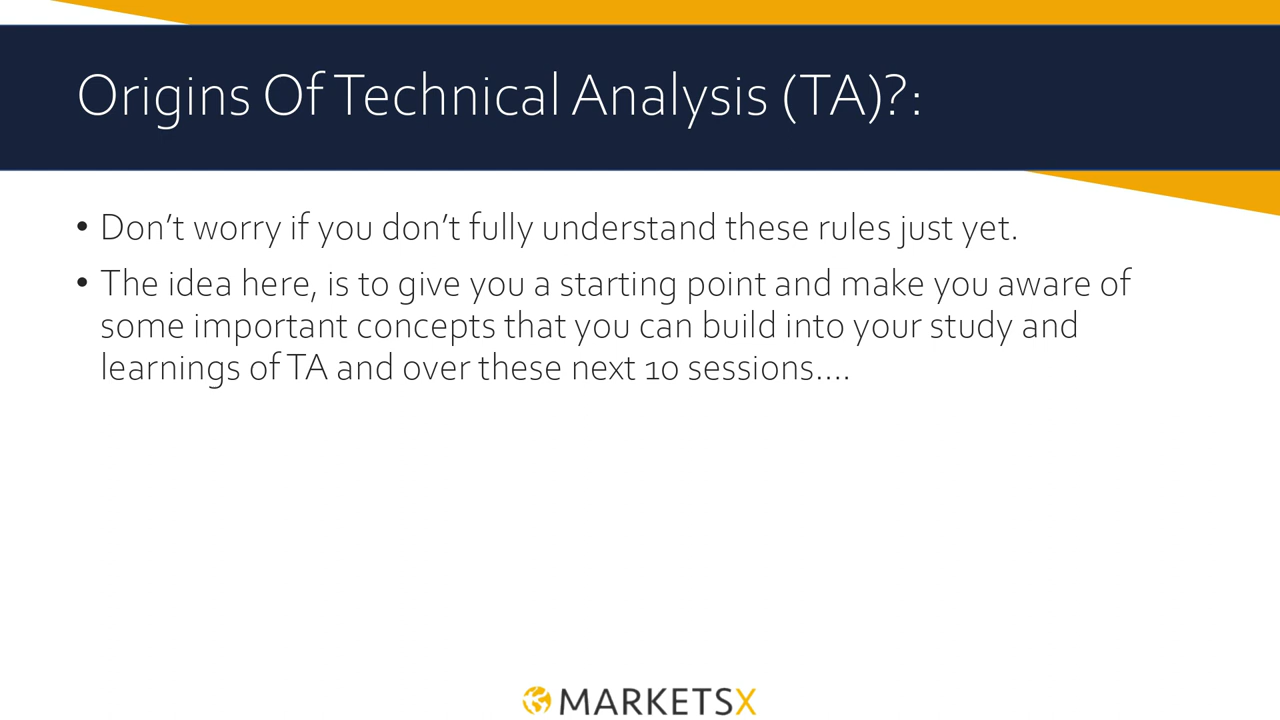 Origins Of Technical Analysis (TA)?:
• Don’t worry if you don’t fully understand these rules just yet.
• The idea here, is to give you a starting point and make you aware of
some important concepts that you can build into your study and
learnings of TA and over these next 10 sessions....
MARKETSX